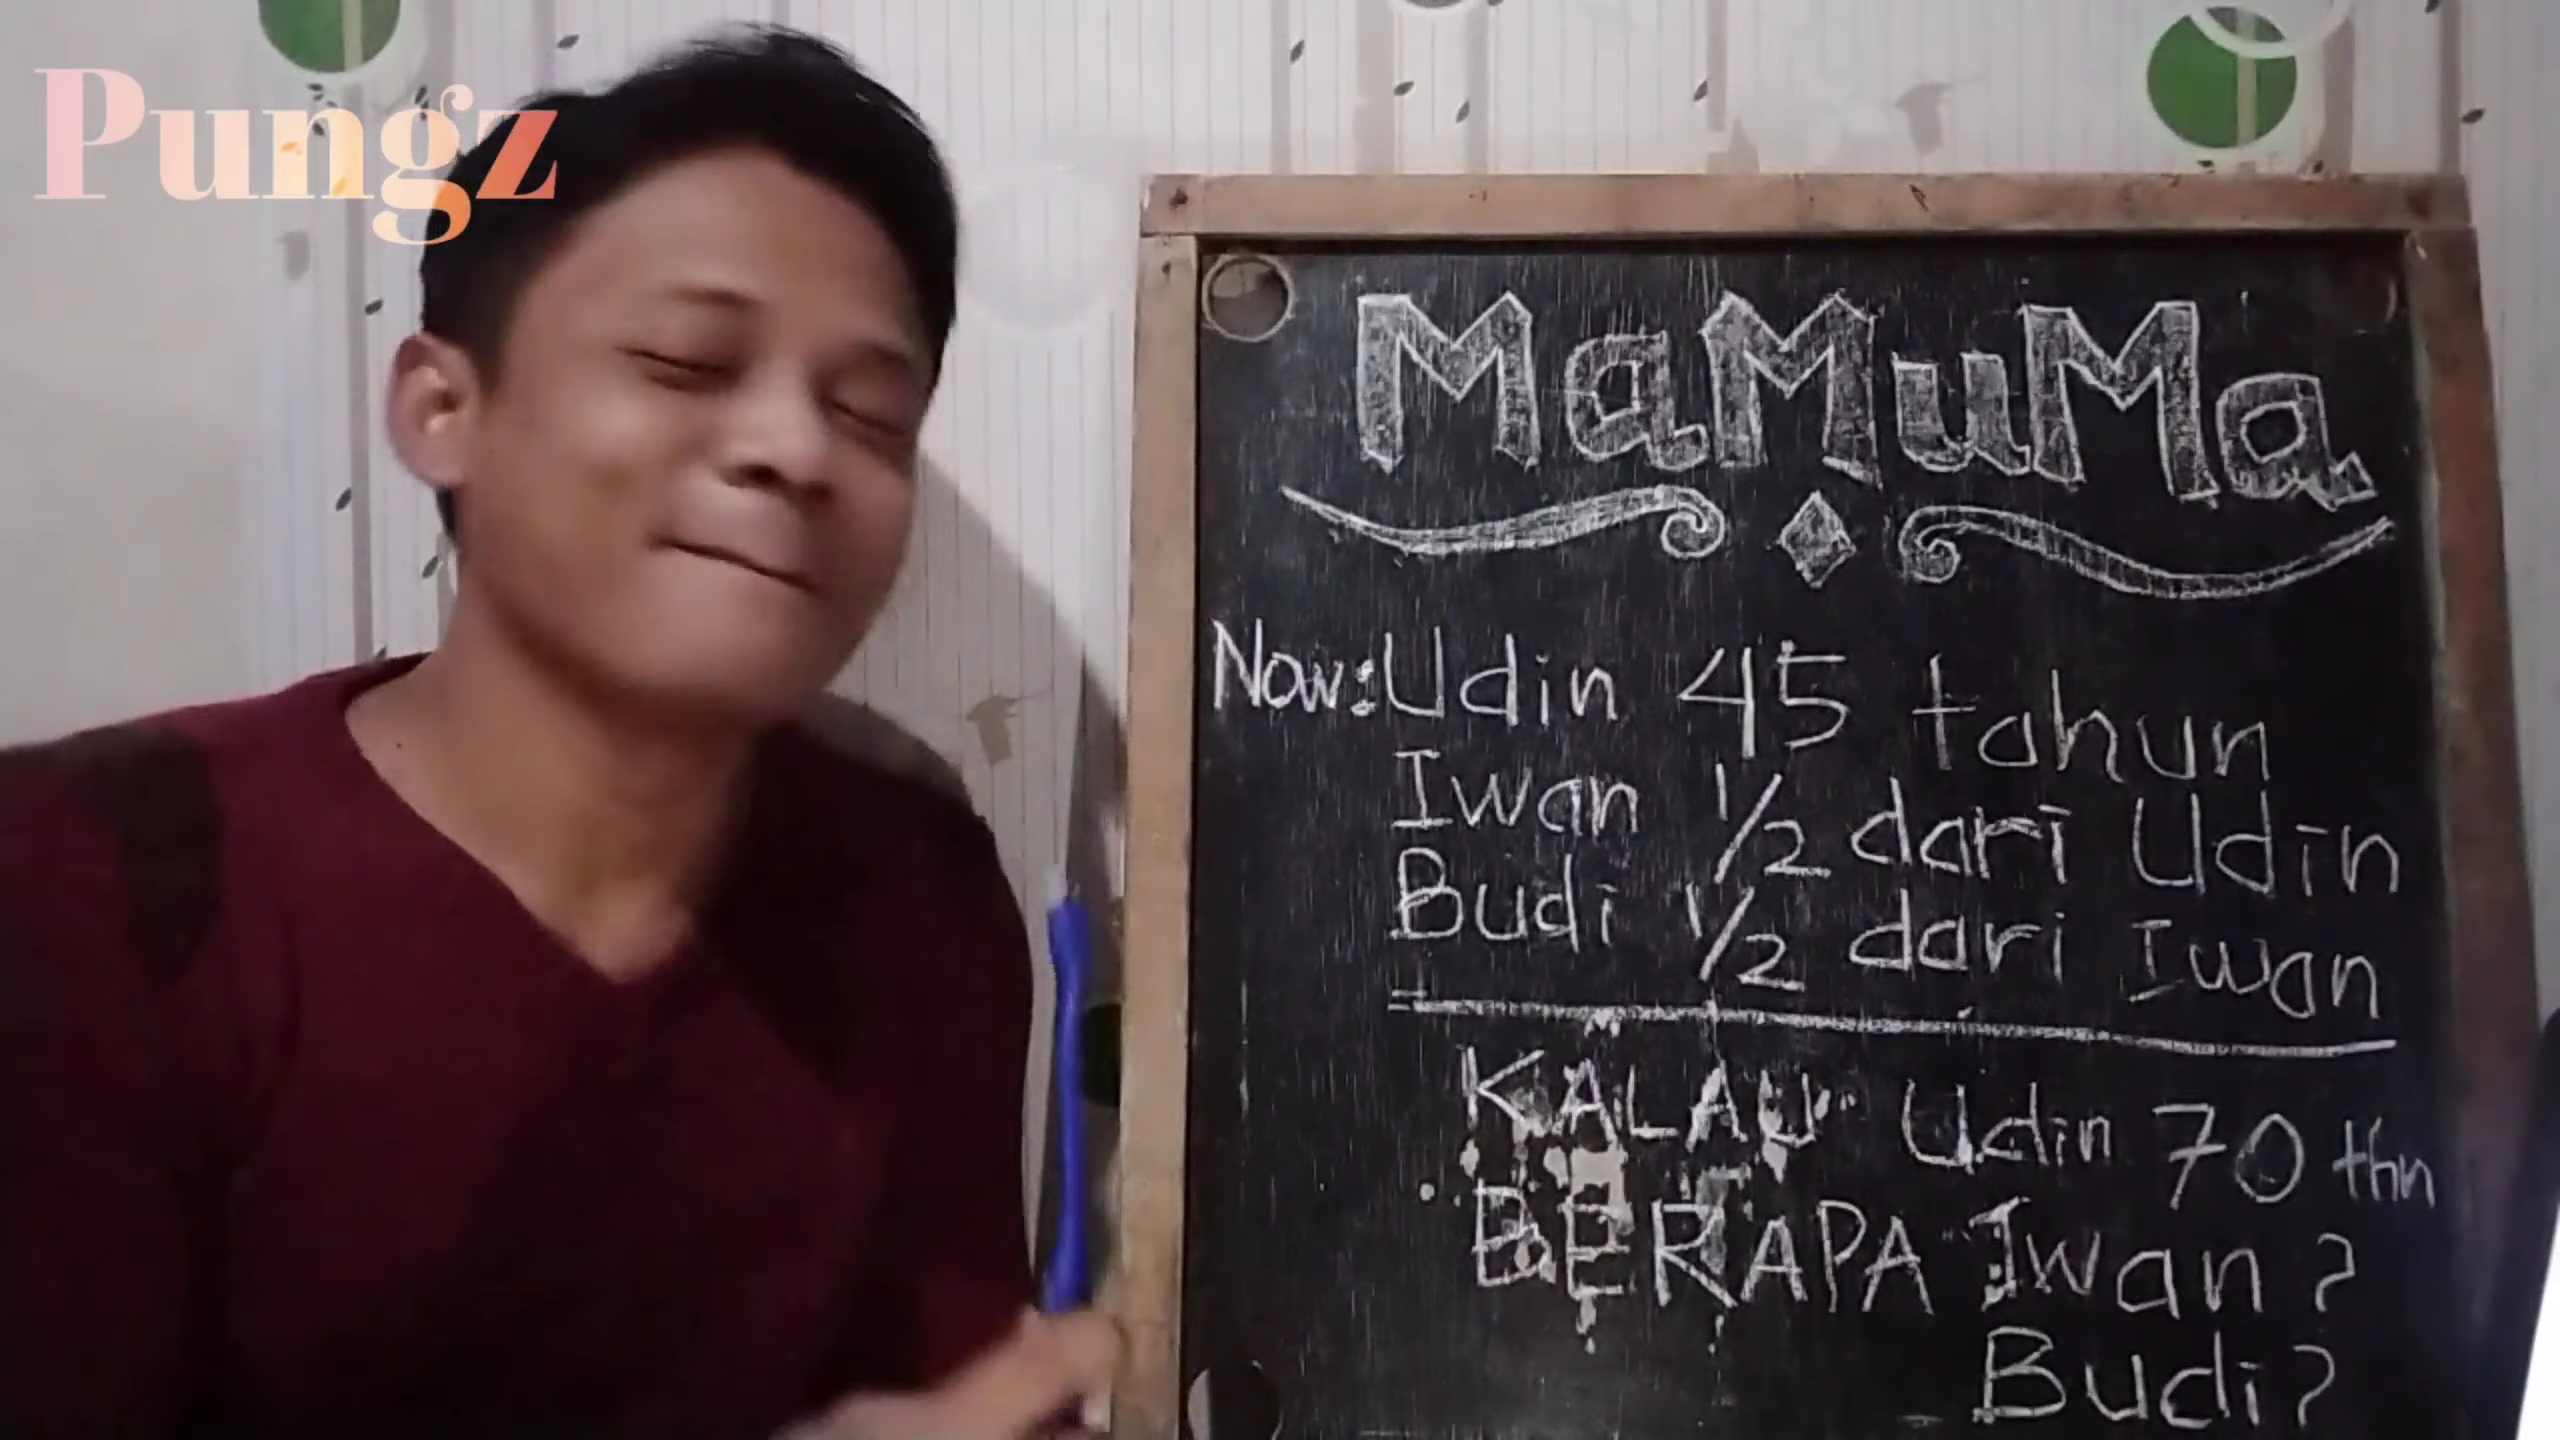 Pungz
MaMuMa
Now: Udin 45 tahun
Iwan 1/2 dari Udin
Budi 1/2 dari Iwan
KALAU Udin 70 thn
BERAPA Iwan?
Budi?